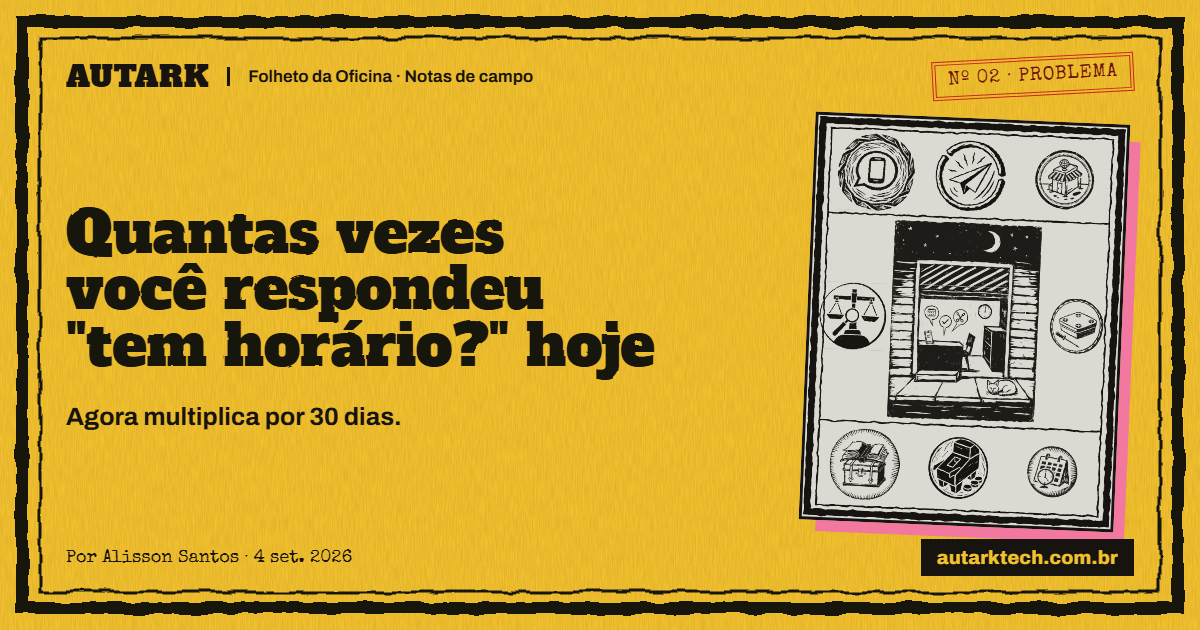 AUTARK | Folheto da Oficina · Notas de campo
Nº 02 · PROBLEMA
Quantas vezes
você respondeu
"tem horário?" hoje
Agora multiplica por 30 dias.
Por Alisson Santos · 4 set. 2026
autarktech.com.br